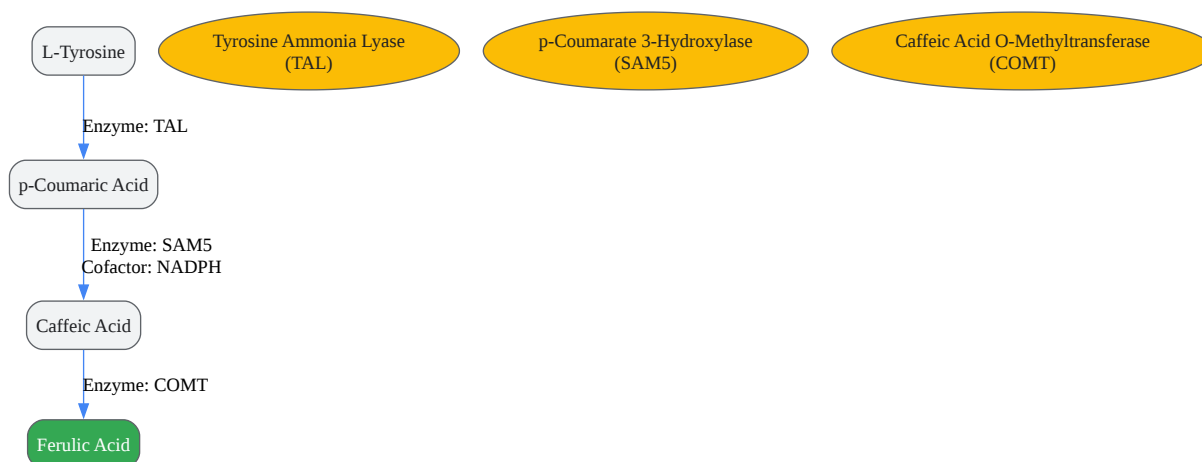 L-Tyrosine
Tyrosine Ammonia Lyase
(TAL)
p-Coumarate 3-Hydroxylase
(SAM5)
Caffeic Acid O-Methyltransferase
(COMT)
Enzyme: TAL
p-Coumaric Acid
Enzyme: SAM5
Cofactor: NADPH
Caffeic Acid
Enzyme: COMT
Ferulic Acid